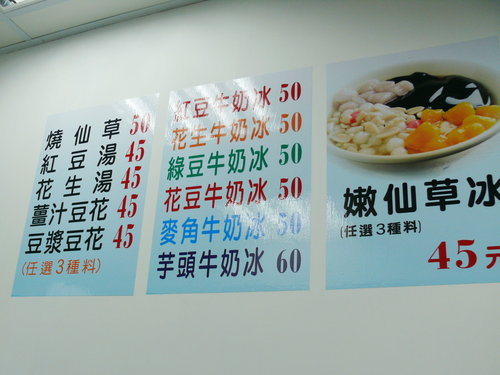 燒仙草 50
紅豆湯 45
花生湯 45
薑汁豆花 45
豆漿豆花 45
(任選3種料)
紅豆牛奶冰 50
花生牛奶冰 50
綠豆牛奶冰 50
花豆牛奶冰 50
麥角牛奶冰 50
芋頭牛奶冰 60
嫩仙草冰
(任選3種料)
45元